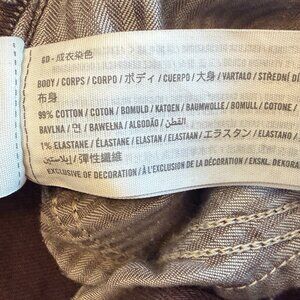 GD - 成衣染色
BODY / CORPS / CORPO / ボディ / CUERPO / 大身 / VARTALO / STŘEDNÍ D
布身
99% COTTON / COTON / BOMULD / KATOEN / BAUMWOLLE / BOMULL / COTONE /
BAVLNA / 면 / BAWEŁNA / ALGODÃO / القطن /
1% ELASTANE / ELASTHANNE / ELASTAN / ELASTAAN / エラスタン / ELASTANO /
إيلاستين / 彈性纖維
EXCLUSIVE OF DECORATION / À L'EXCLUSION DE LA DÉCORATION / EKSKL. DEKORA